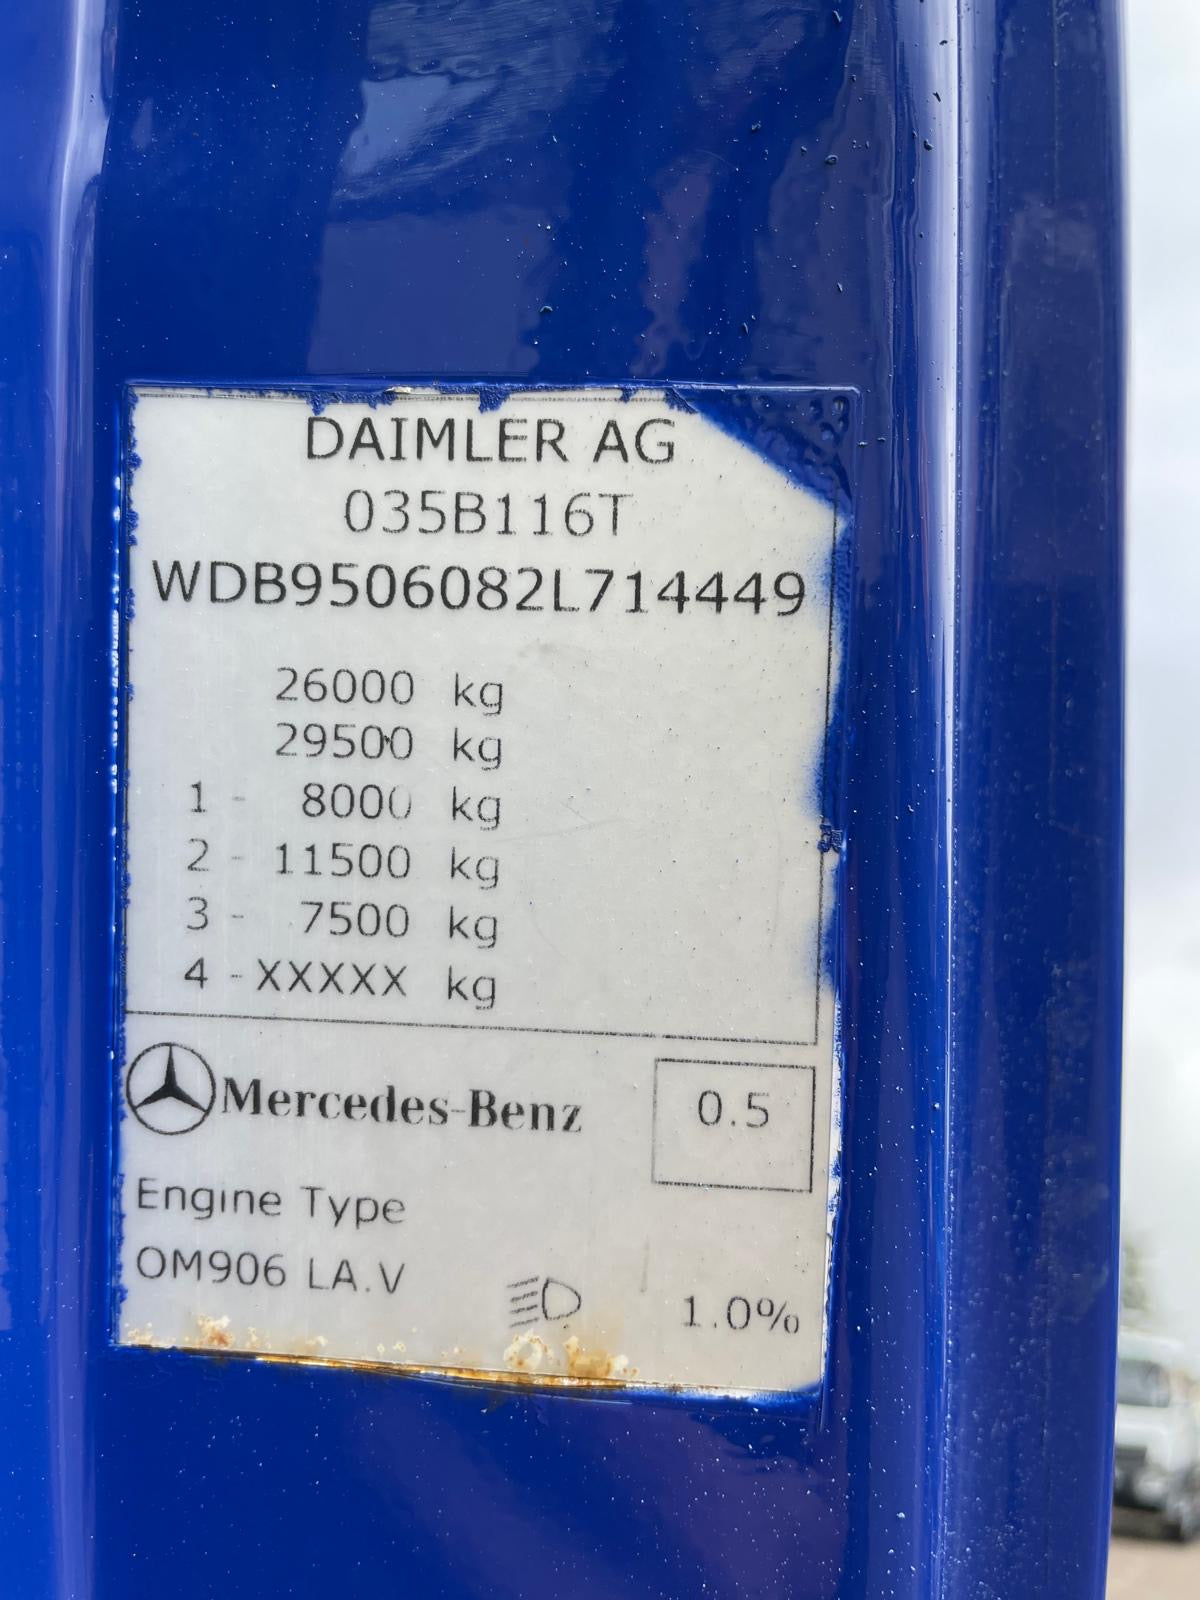 DAIMLER AG
035B116T
WDB9506082L714449
26000 kg
29500 kg
1 - 8000 kg
2 - 11500 kg
3 - 7500 kg
4 - XXXXX kg
Mercedes-Benz
0.5
Engine Type
OM906 LA.V
1.0%